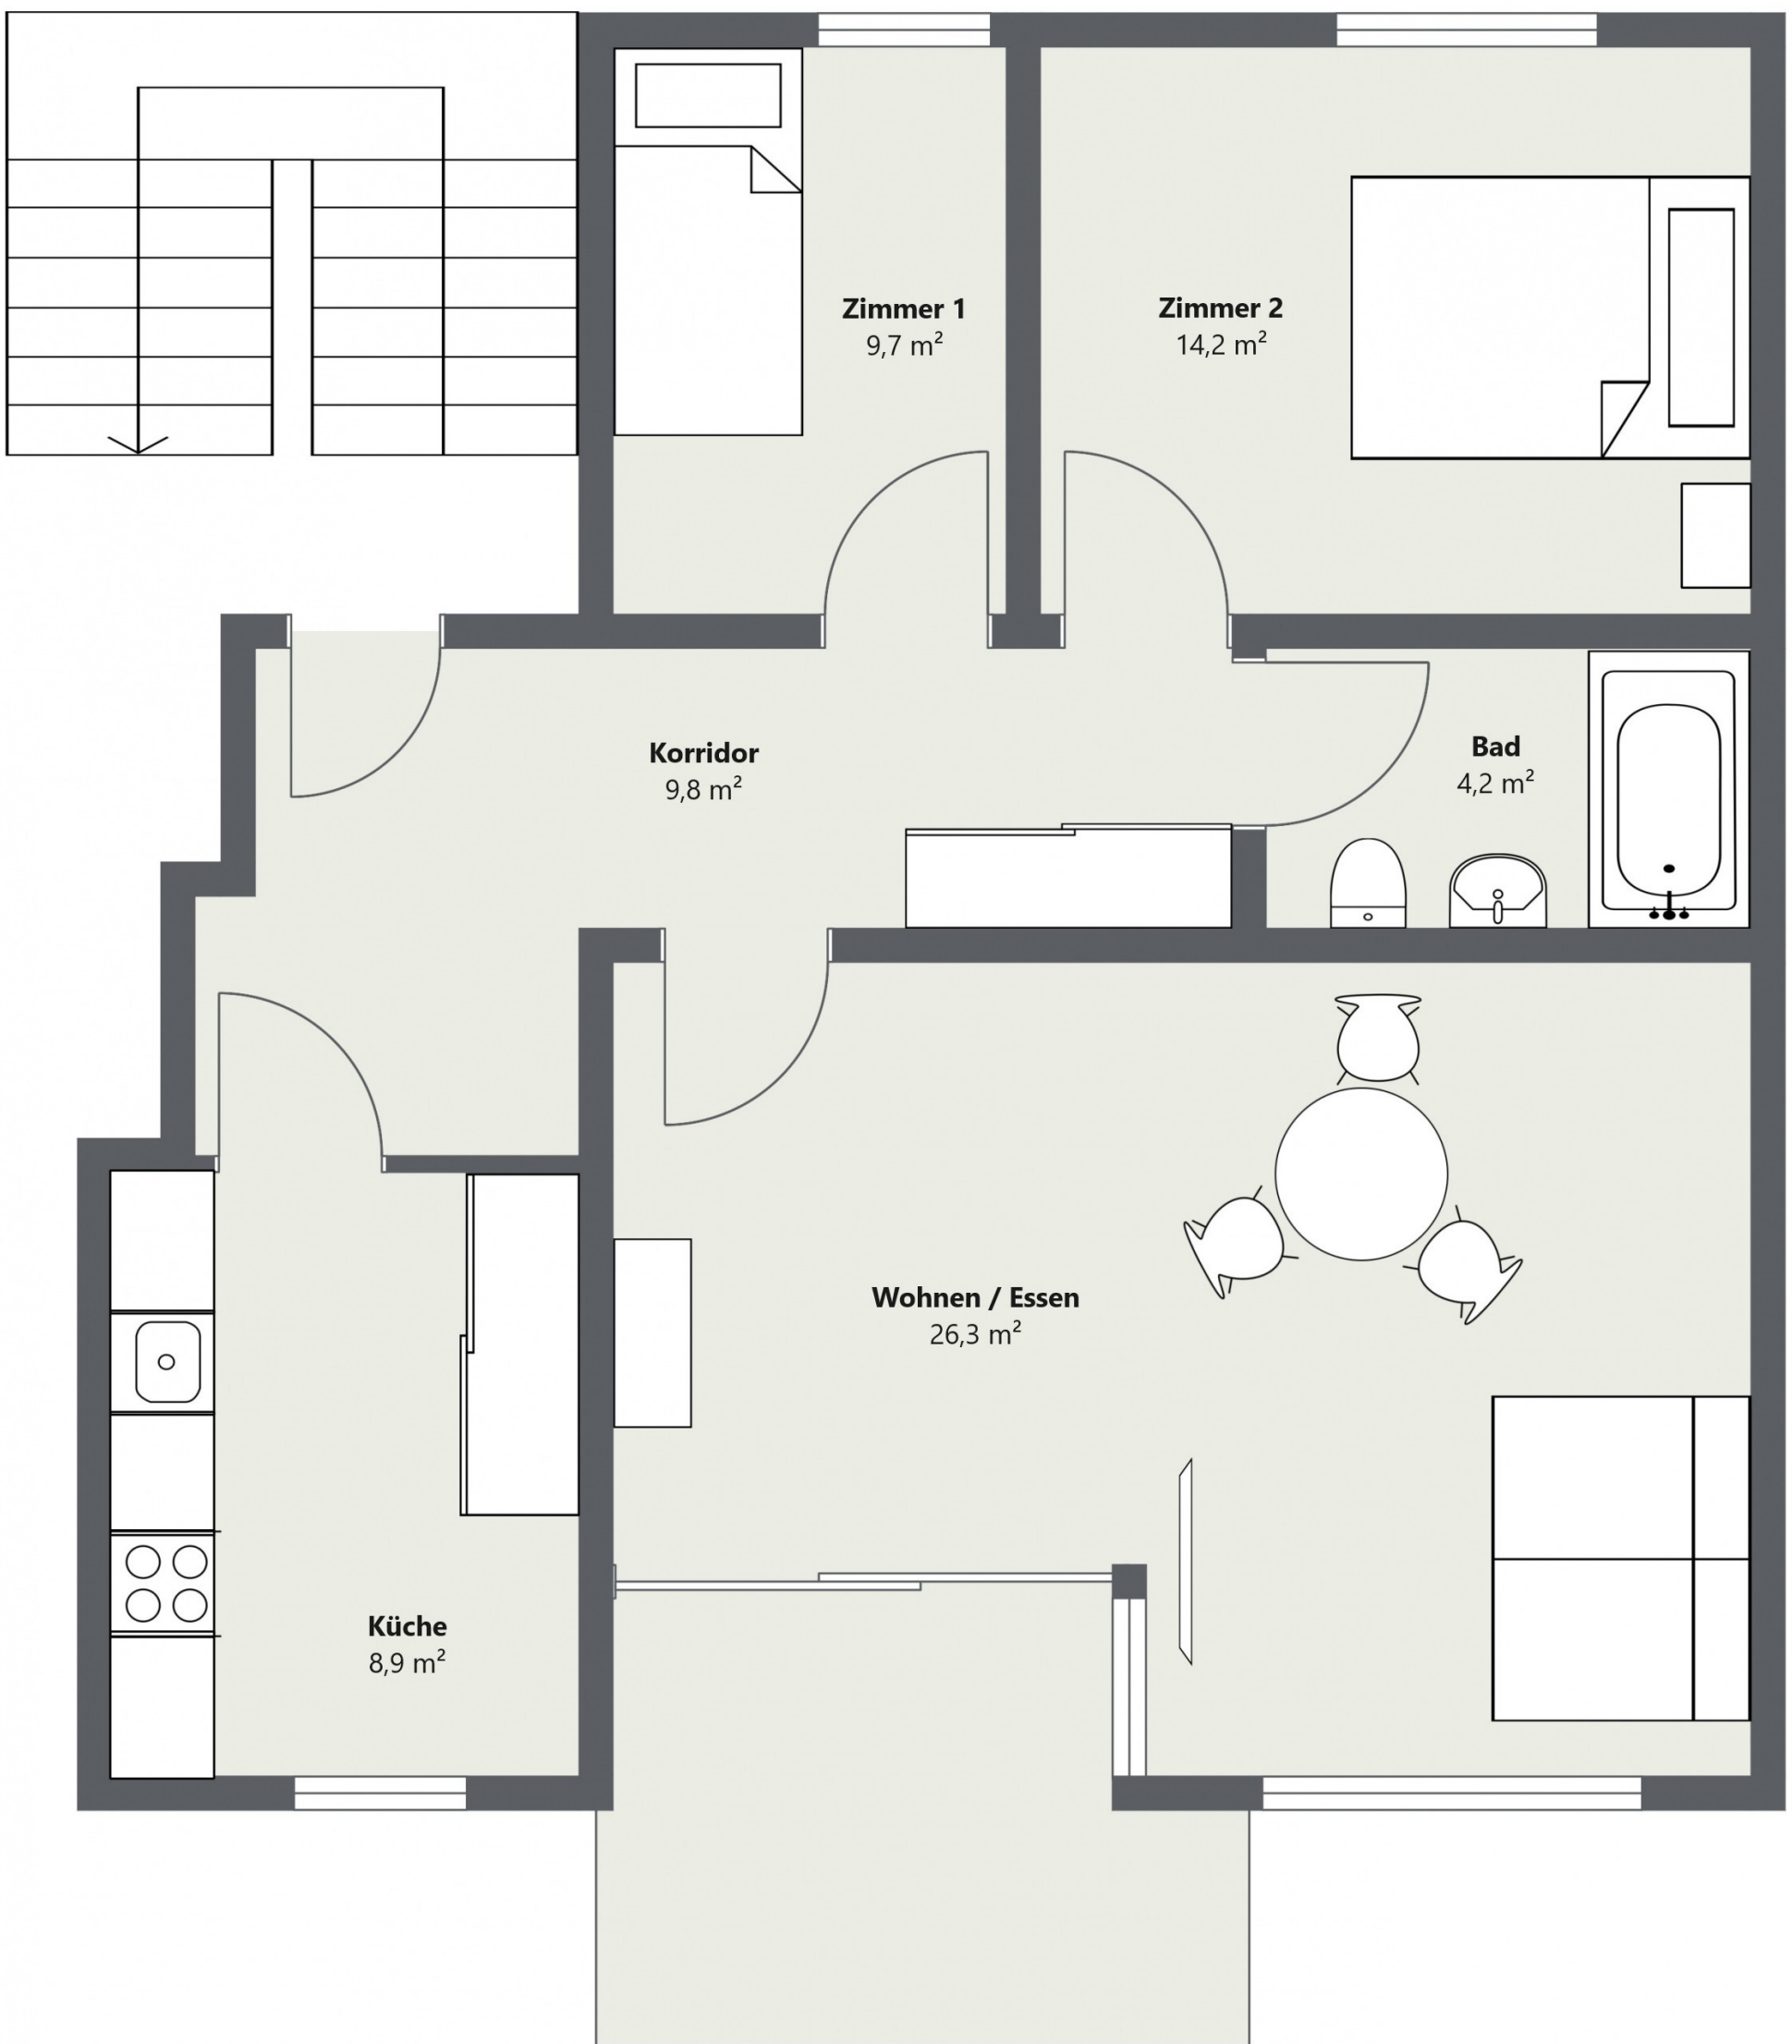 Zimmer 1
9,7 m²
Zimmer 2
14,2 m²
Korridor
9,8 m²
Bad
4,2 m²
Wohnen / Essen
26,3 m²
Küche
8,9 m²